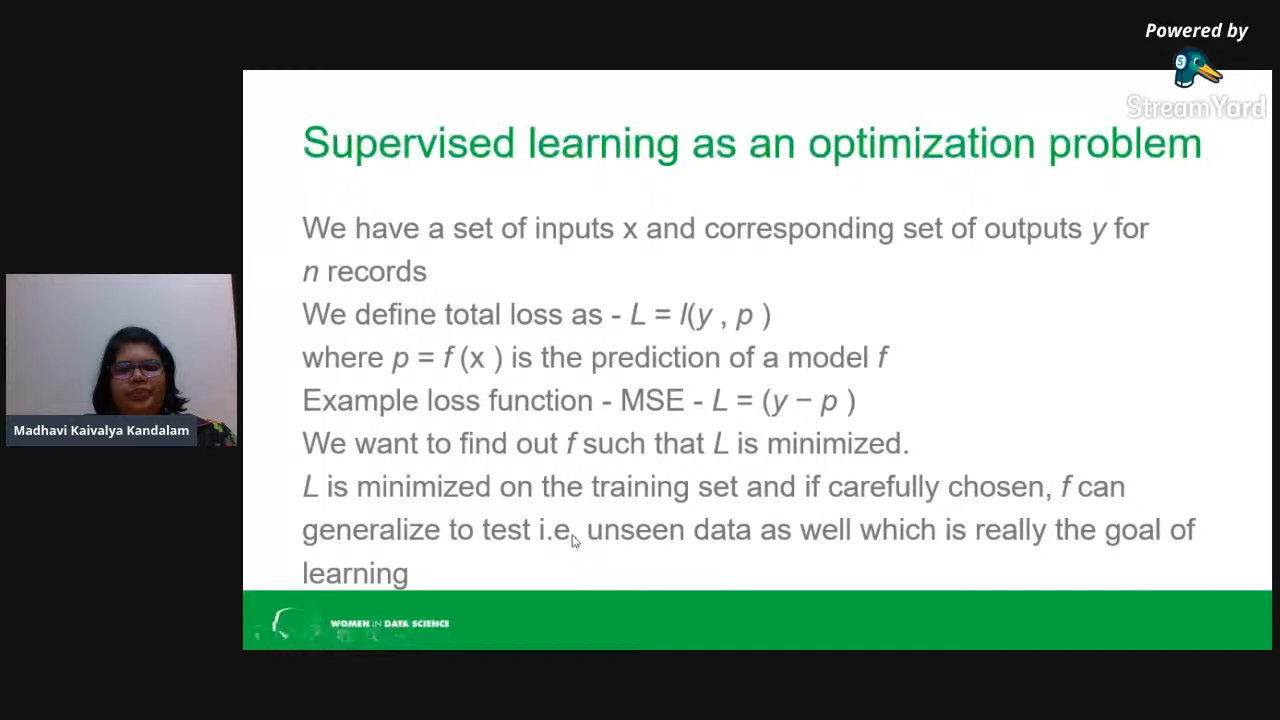 Powered by
StreamYard
Supervised learning as an optimization problem
We have a set of inputs x and corresponding set of outputs y for
n records
We define total loss as - L = l(y , p )
where p = f (x ) is the prediction of a model f
Example loss function - MSE - L = (y − p )
We want to find out f such that L is minimized.
L is minimized on the training set and if carefully chosen, f can
generalize to test i.e. unseen data as well which is really the goal of
learning
Madhavi Kaivalya Kandalam
WOMEN IN DATA SCIENCE